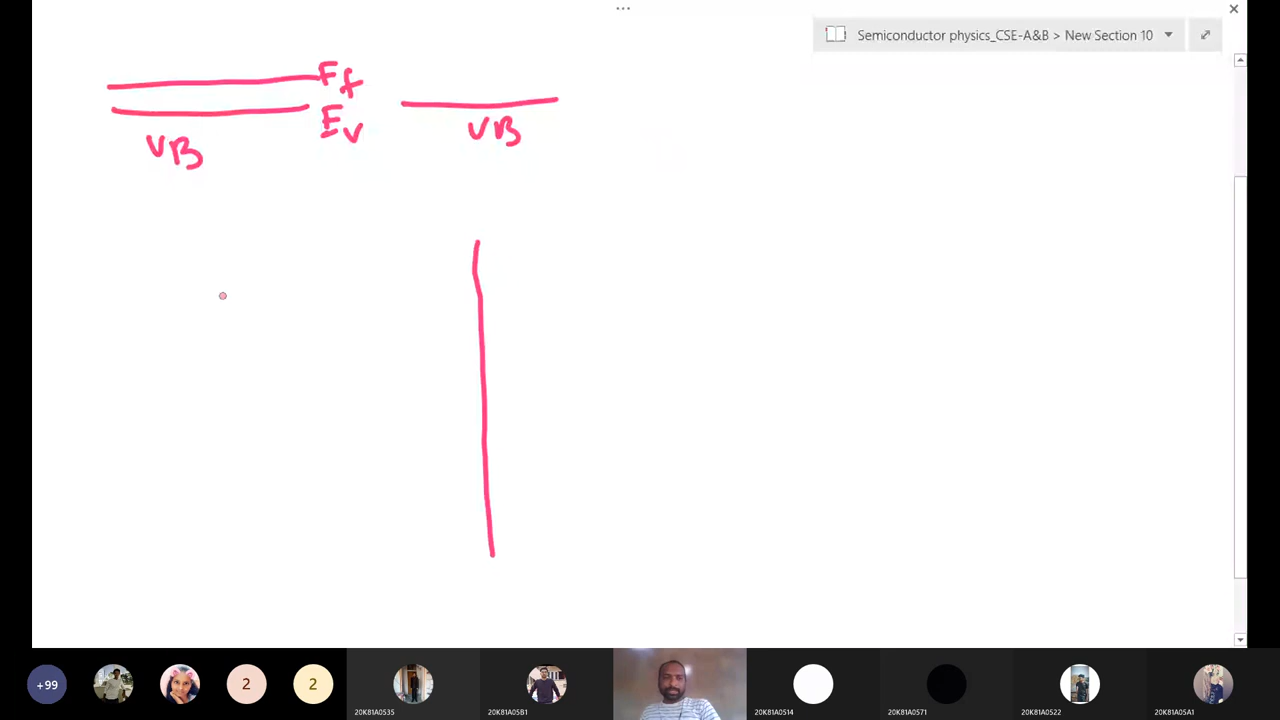 Semiconductor physics_CSE-A&B > New Section 10
Ef
Ev
VB
VB
+99
2
2
20K81A0535
20K81A05B1
20K81A0514
20K81A0571
20K81A0522
20K81A05A1